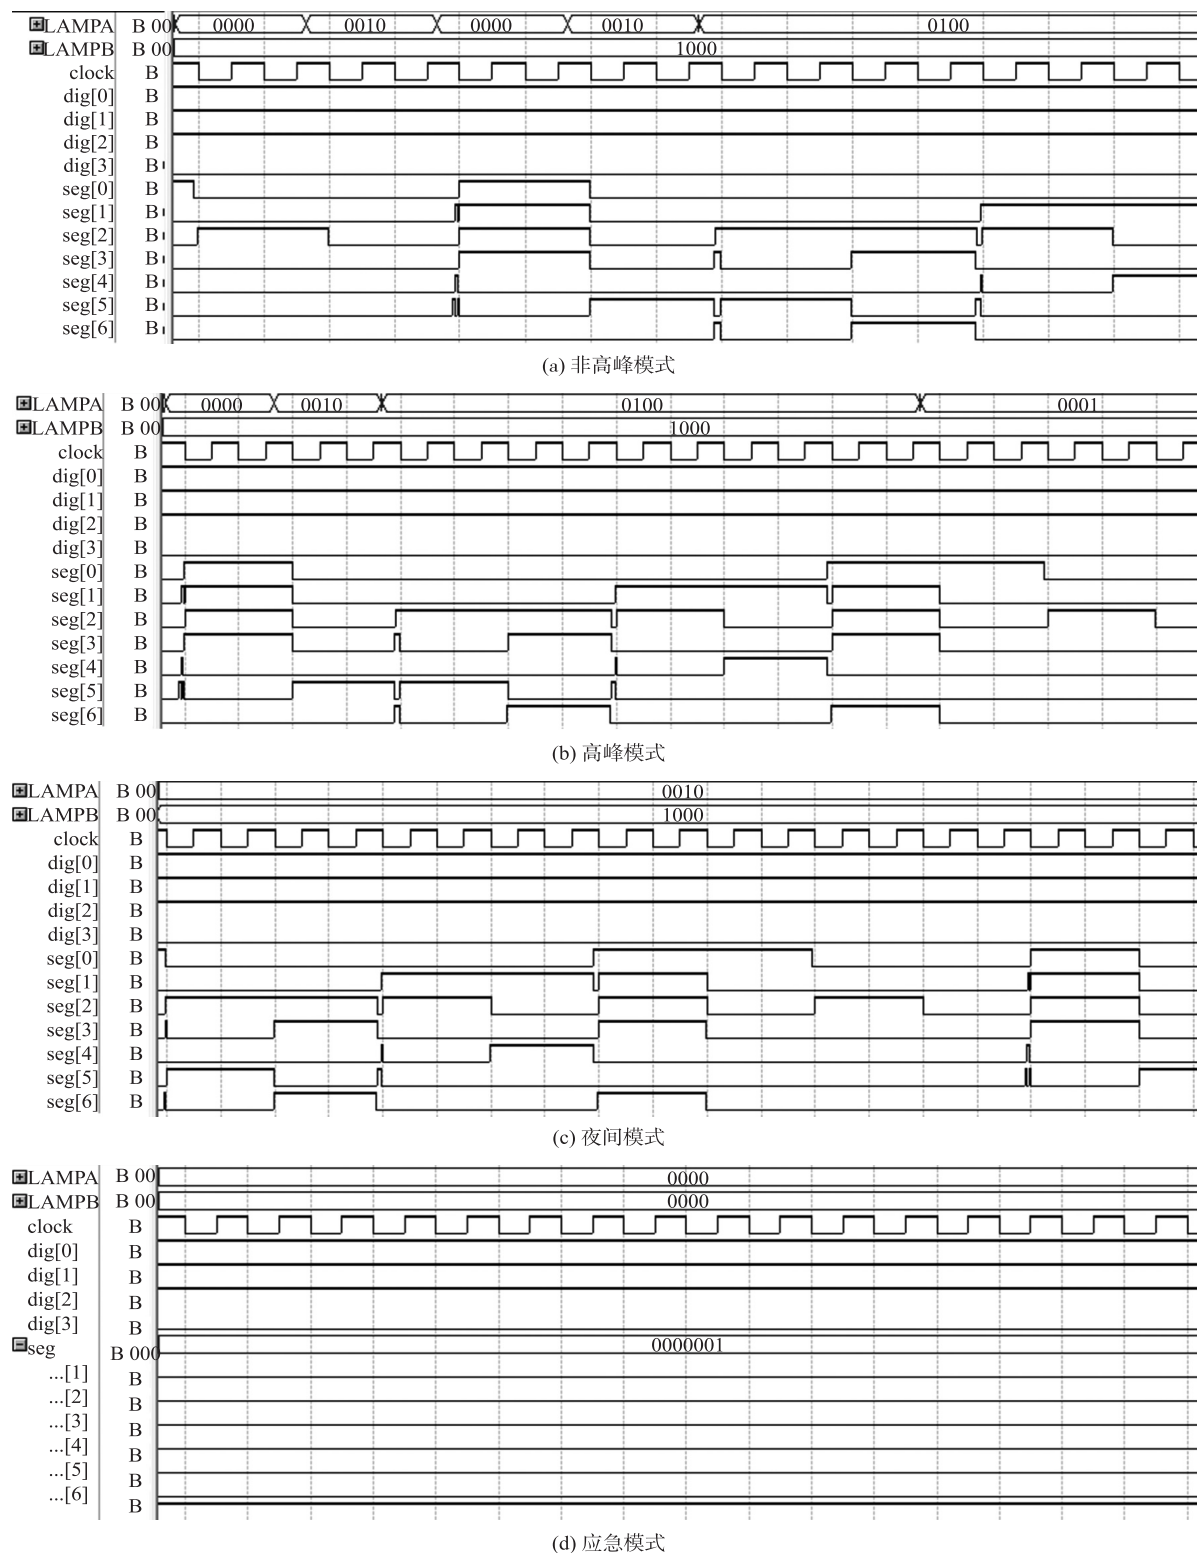 LAMPA B 00 0000 0010 0000 0010 0100
LAMPB B 00 1000
clock B
dig[0] B
dig[1] B
dig[2] B
dig[3] B
seg[0] B
seg[1] B
seg[2] B
seg[3] B
seg[4] B
seg[5] B
seg[6] B
(a) 非高峰模式
LAMPA B 00 0000 0010 0100 0001
LAMPB B 00 1000
clock B
dig[0] B
dig[1] B
dig[2] B
dig[3] B
seg[0] B
seg[1] B
seg[2] B
seg[3] B
seg[4] B
seg[5] B
seg[6] B
(b) 高峰模式
LAMPA B 00 0010
LAMPB B 00 1000
clock B
dig[0] B
dig[1] B
dig[2] B
dig[3] B
seg[0] B
seg[1] B
seg[2] B
seg[3] B
seg[4] B
seg[5] B
seg[6] B
(c) 夜间模式
LAMPA B 00 0000
LAMPB B 00 0000
clock B
dig[0] B
dig[1] B
dig[2] B
dig[3] B
seg B 000 0000001
...[1] B
...[2] B
...[3] B
...[4] B
...[5] B
...[6] B
(d) 应急模式